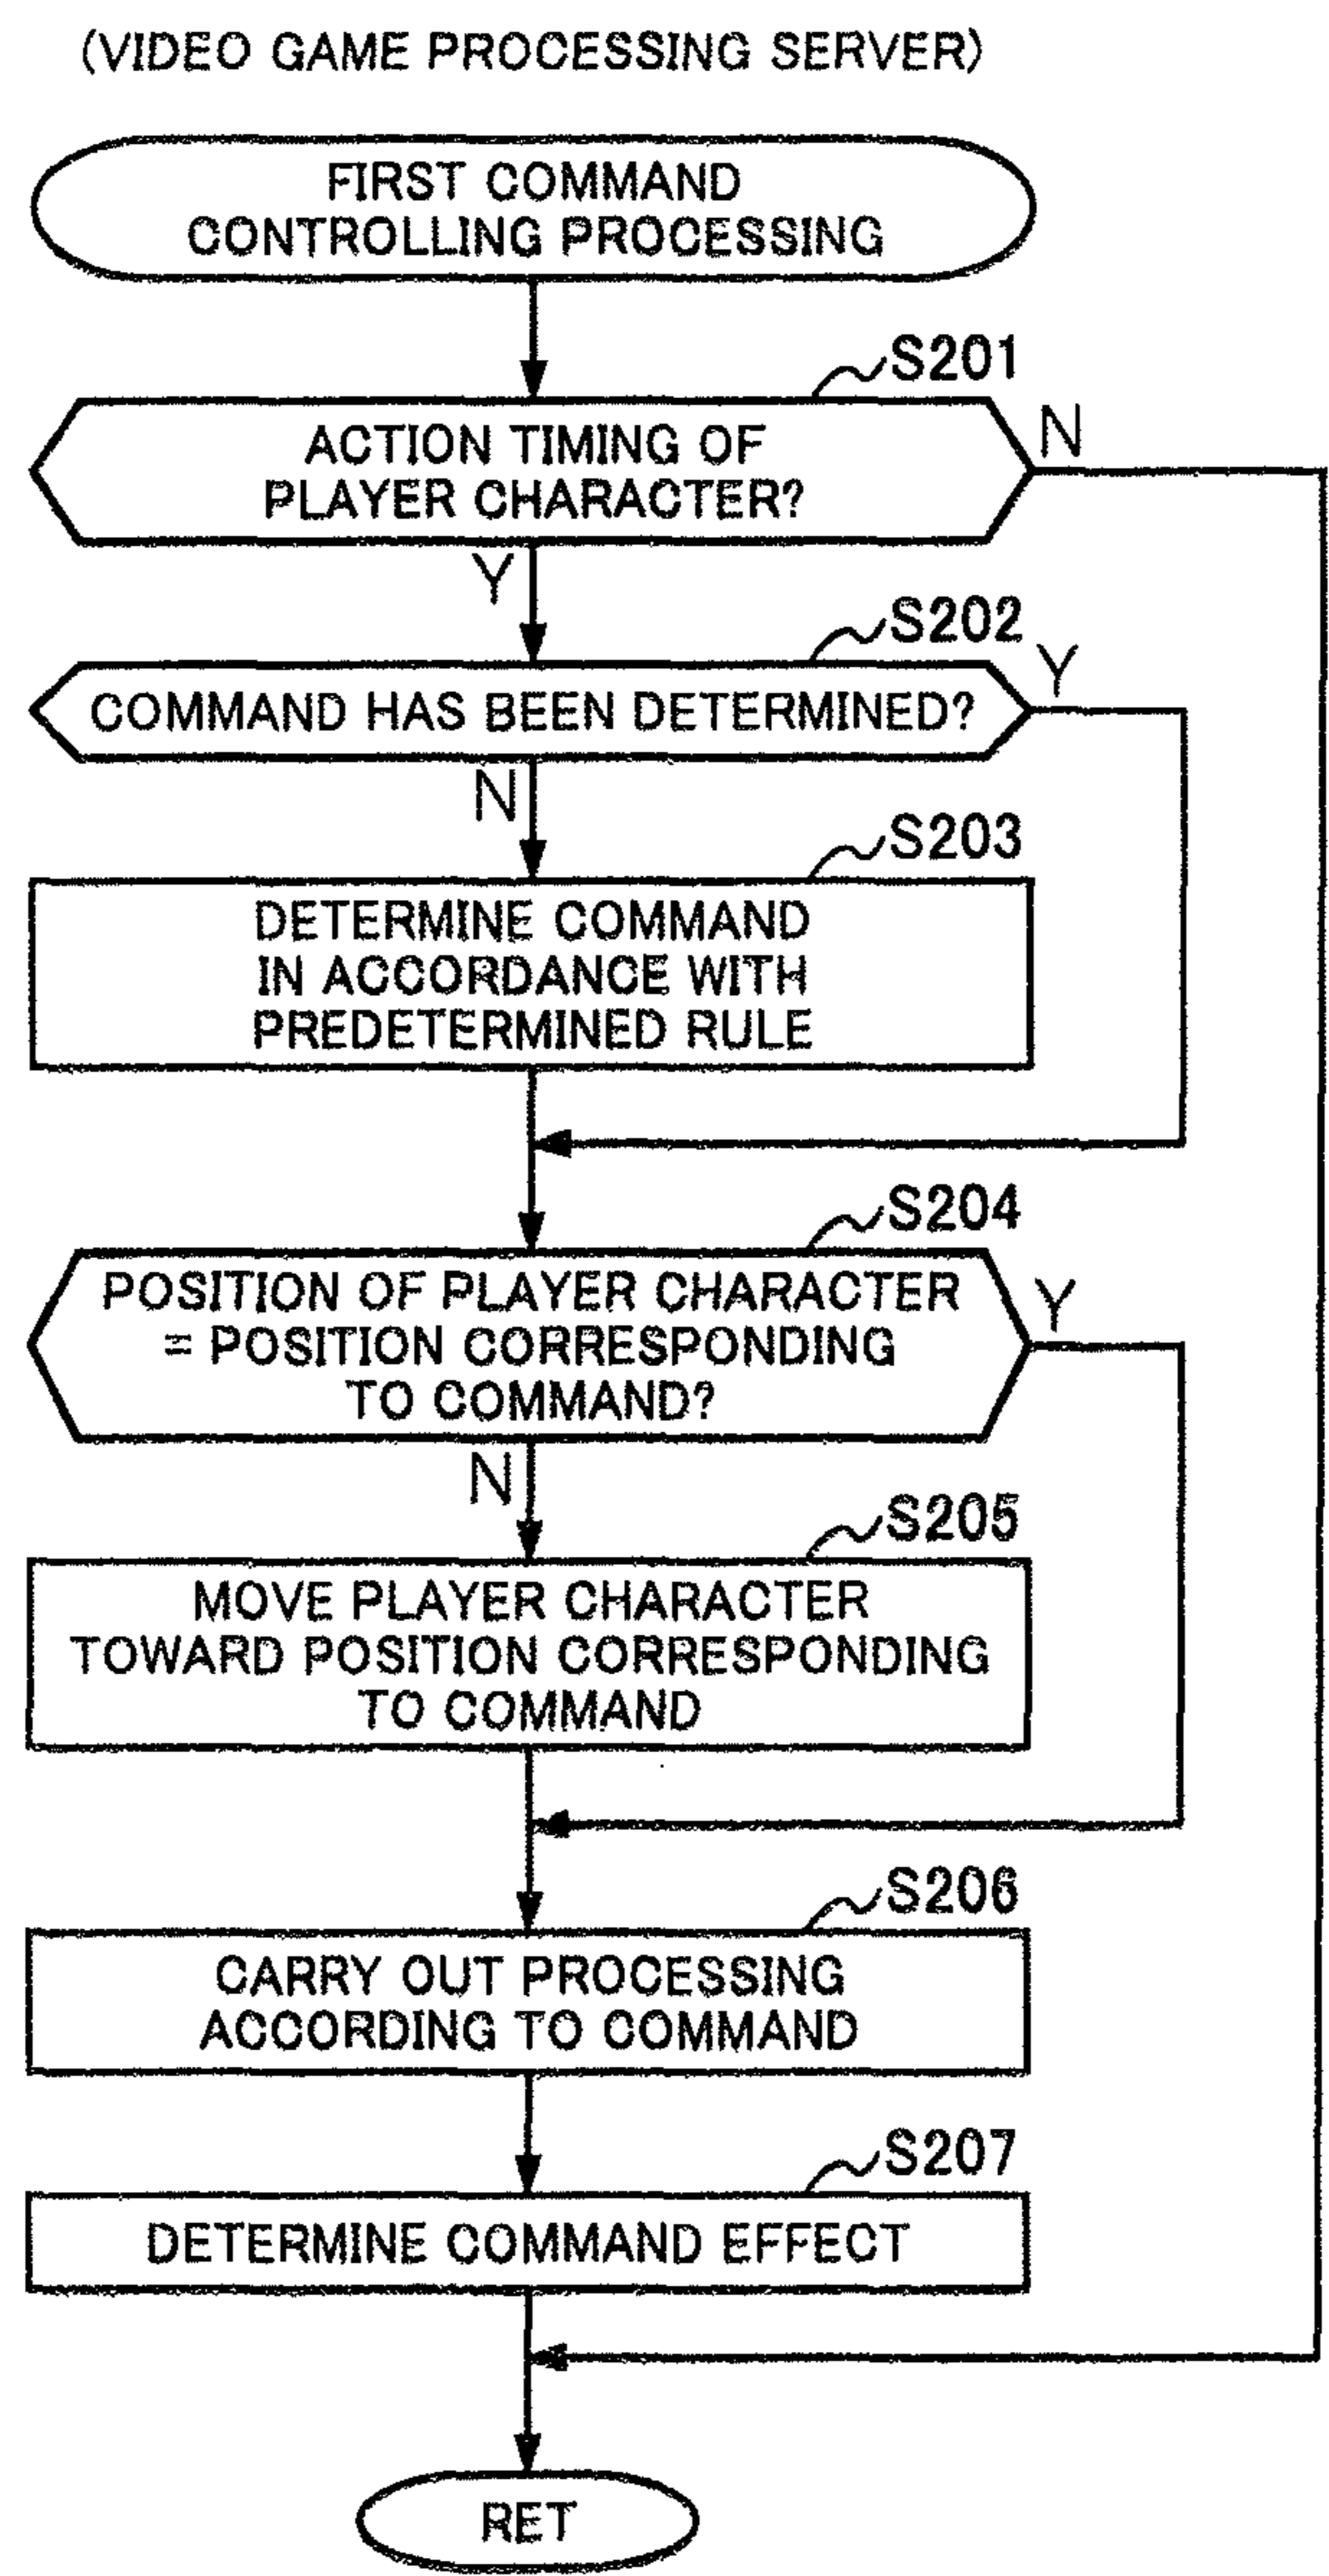 (VIDEO GAME PROCESSING SERVER)
FIRST COMMAND
CONTROLLING PROCESSING
S201
ACTION TIMING OF
PLAYER CHARACTER?
N
Y
S202
COMMAND HAS BEEN DETERMINED?
Y
N
S203
DETERMINE COMMAND
IN ACCORDANCE WITH
PREDETERMINED RULE
S204
POSITION OF PLAYER CHARACTER
= POSITION CORRESPONDING
TO COMMAND?
Y
N
S205
MOVE PLAYER CHARACTER
TOWARD POSITION CORRESPONDING
TO COMMAND
S206
CARRY OUT PROCESSING
ACCORDING TO COMMAND
S207
DETERMINE COMMAND EFFECT
RET